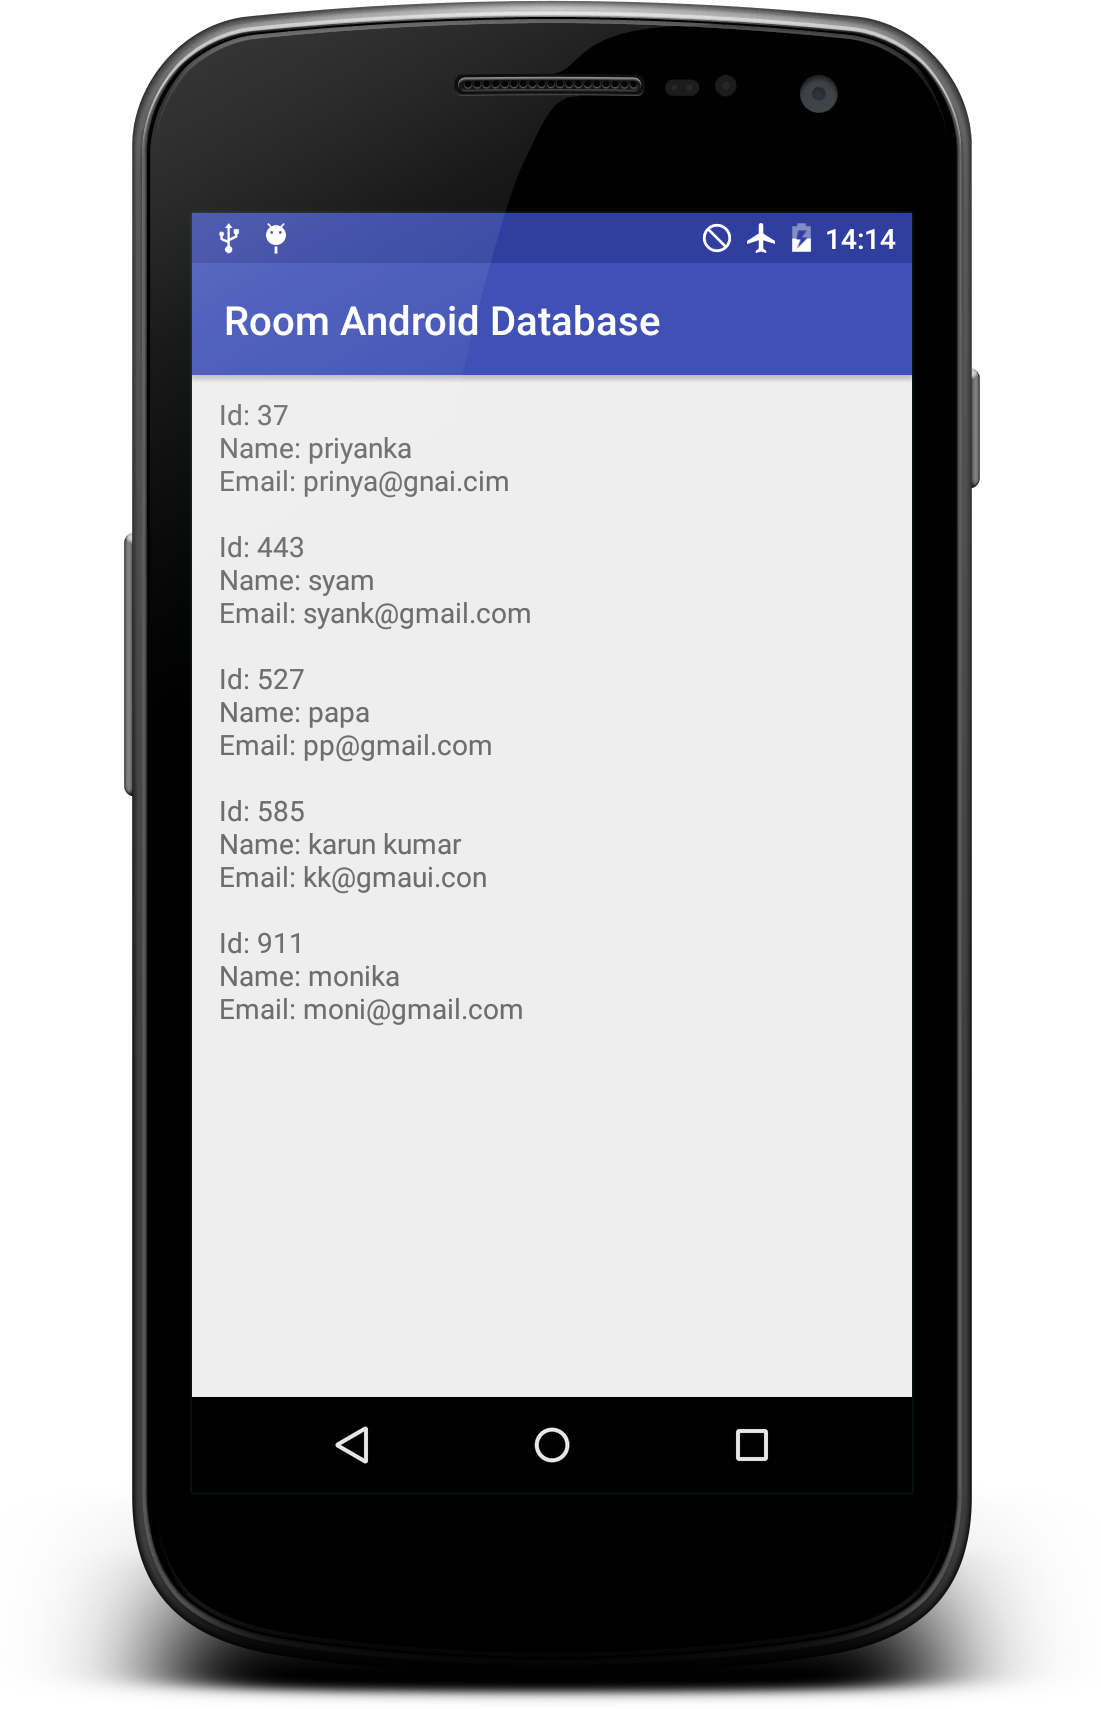 14:14
Room Android Database
Id: 37
Name: priyanka
Email: prinya@gnai.cim
Id: 443
Name: syam
Email: syank@gmail.com
Id: 527
Name: papa
Email: pp@gmail.com
Id: 585
Name: karun kumar
Email: kk@gmaui.con
Id: 911
Name: monika
Email: moni@gmail.com